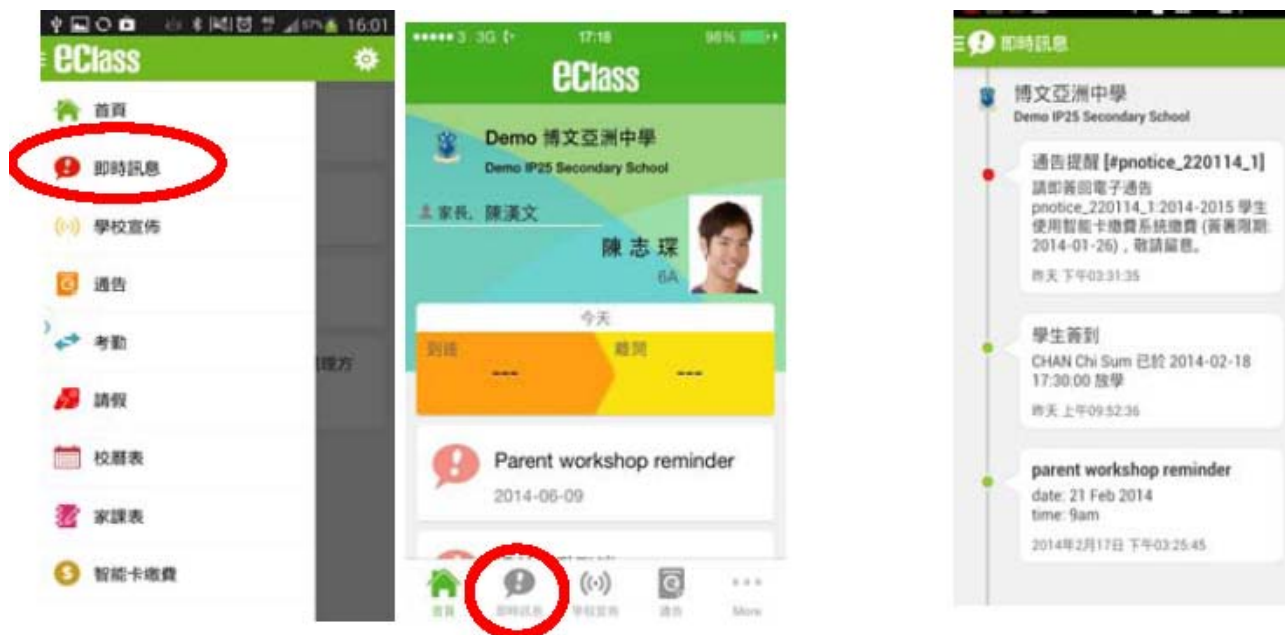 57% 16:01
eClass
首頁
即時訊息
學校宣佈
通告
考勤
請假
校曆表
家課表
智能卡繳費
理方
3 3G 17:18 98%
eClass
Demo 博文亞洲中學
Demo IP25 Secondary School
家長, 陳漢文
陳志琛
6A
今天
到達 離開
--- ---
Parent workshop reminder
2014-06-09
首頁 即時訊息 學校宣佈 通告 More
即時訊息
博文亞洲中學
Demo IP25 Secondary School
通告提醒 [#pnotice_220114_1]
請即簽回電子通告
pnotice_220114_1:2014-2015 學生
使用智能卡繳費系統繳費 (簽署限期:
2014-01-26)，敬請留意。
昨天 下午03:31:35
學生簽到
CHAN Chi Sum 已於 2014-02-18
17:30:00 放學
昨天 上午09:52:36
parent workshop reminder
date: 21 Feb 2014
time: 9am
2014年2月17日 下午03:25:45